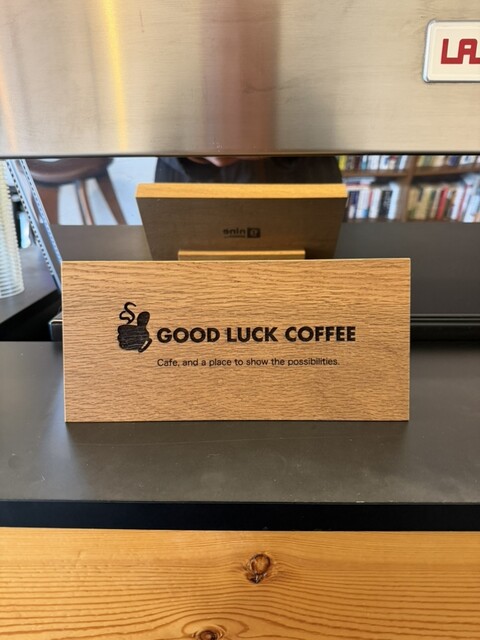 GOOD LUCK COFFEE
Cafe, and a place to show the possibilities.